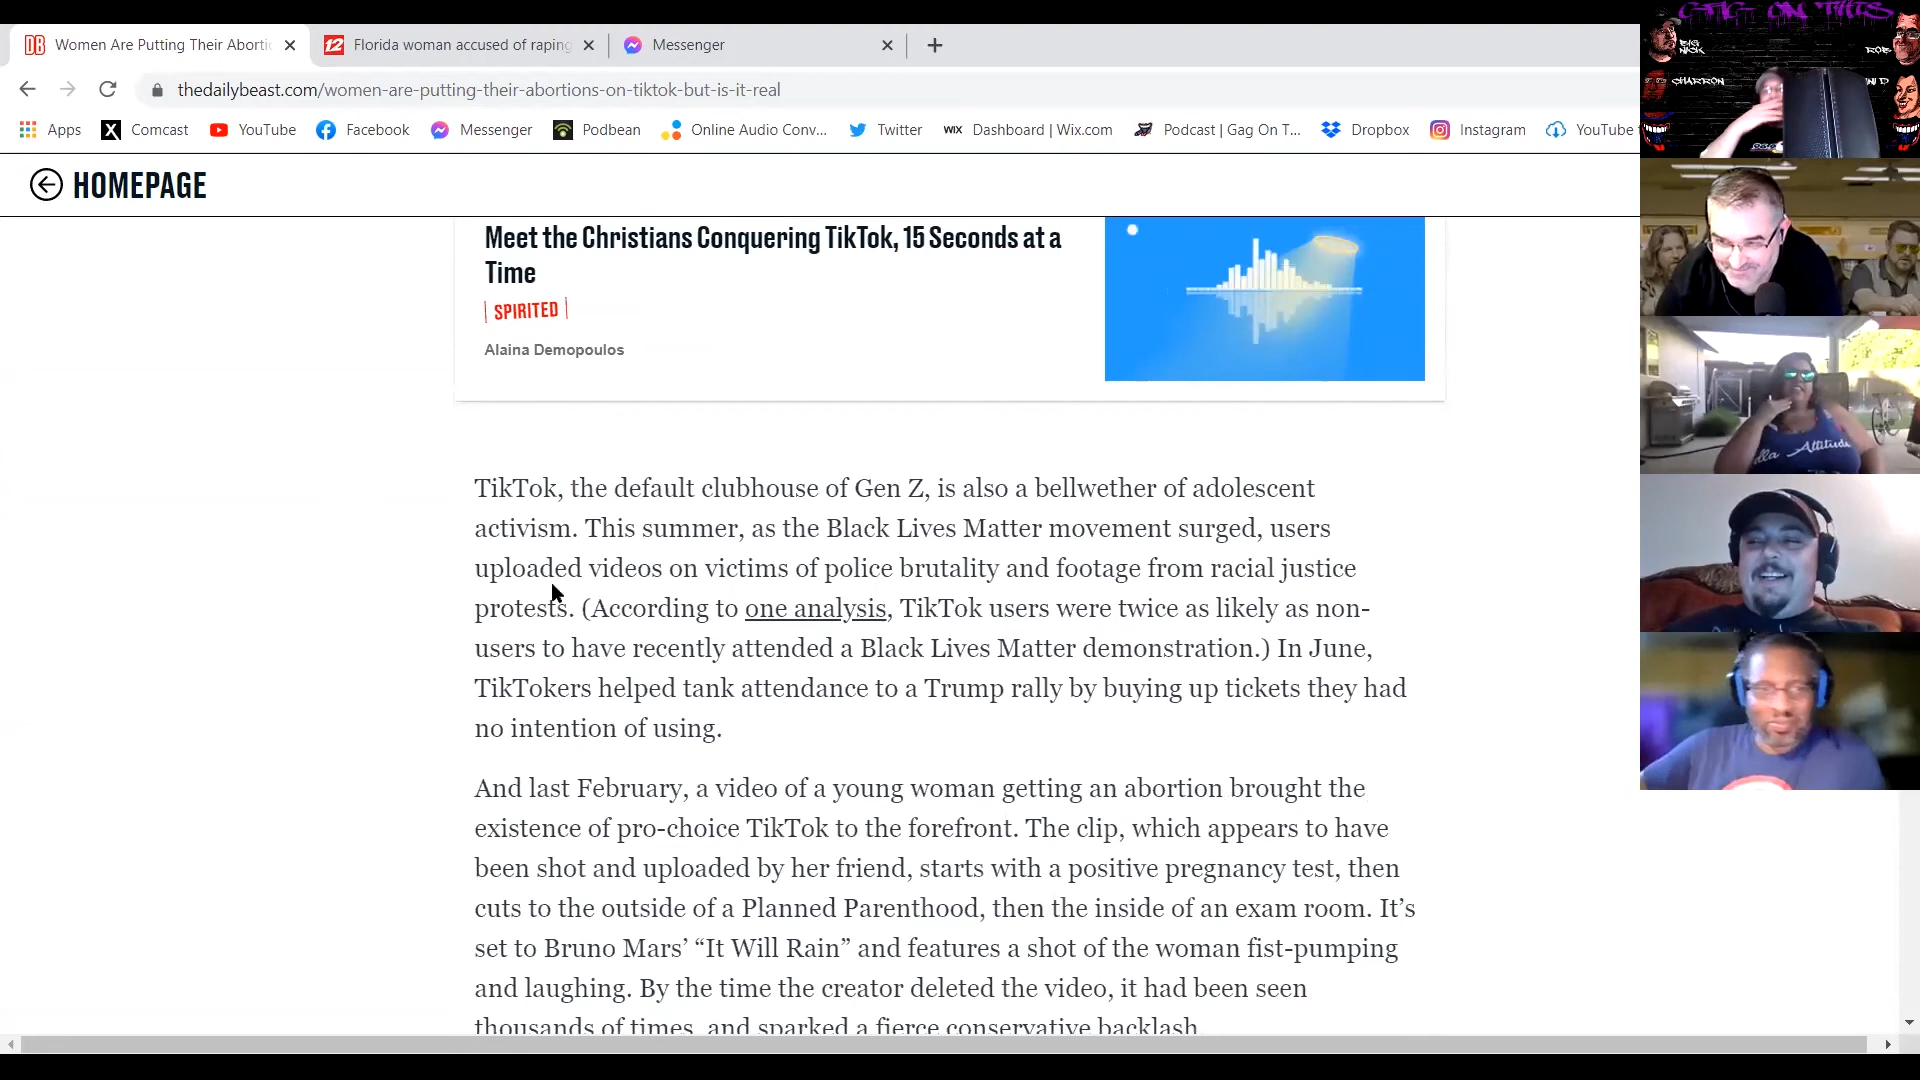 Women Are Putting Their Aborti
Florida woman accused of raping
Messenger
thedailybeast.com/women-are-putting-their-abortions-on-tiktok-but-is-it-real
Apps
Comcast
YouTube
Facebook
Messenger
Podbean
Online Audio Conv...
Twitter
WIX
Dashboard | Wix.com
Podcast | Gag On T...
Dropbox
Instagram
YouTube
HOMEPAGE
Meet the Christians Conquering TikTok, 15 Seconds at a
Time
SPIRITED
Alaina Demopoulos
TikTok, the default clubhouse of Gen Z, is also a bellwether of adolescent
activism. This summer, as the Black Lives Matter movement surged, users
uploaded videos on victims of police brutality and footage from racial justice
protests. (According to one analysis, TikTok users were twice as likely as non-
users to have recently attended a Black Lives Matter demonstration.) In June,
TikTokers helped tank attendance to a Trump rally by buying up tickets they had
no intention of using.
And last February, a video of a young woman getting an abortion brought the
existence of pro-choice TikTok to the forefront. The clip, which appears to have
been shot and uploaded by her friend, starts with a positive pregnancy test, then
cuts to the outside of a Planned Parenthood, then the inside of an exam room. It’s
set to Bruno Mars’ “It Will Rain” and features a shot of the woman fist-pumping
and laughing. By the time the creator deleted the video, it had been seen
thousands of times, and sparked a fierce conservative backlash.
GAG ON THIS
BIG NICK
ROB
CHARRON
Attitude